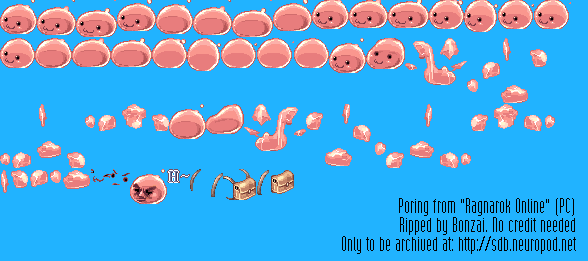 H~
Poring from "Ragnarok Online" (PC)
Ripped by Bonzai. No credit needed
Only to be archived at: http://sdb.neuropod.net